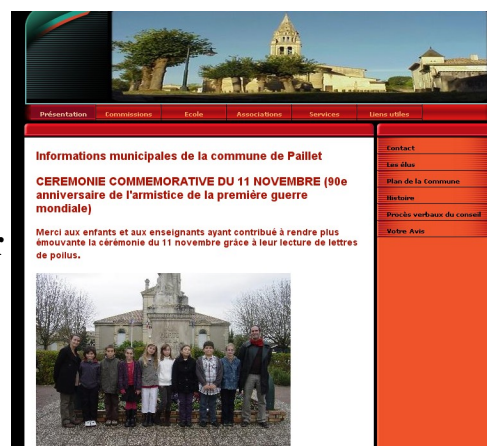 Présentation Commissions Ecole Associations Services Liens utiles
Informations municipales de la commune de Paillet
CEREMONIE COMMEMORATIVE DU 11 NOVEMBRE (90e
anniversaire de l'armistice de la première guerre
mondiale)
Merci aux enfants et aux enseignants ayant contribué à rendre plus
émouvante la cérémonie du 11 novembre grâce à leur lecture de lettres
de poilus.
Contact
Les élus
Plan de la Commune
Histoire
Procès verbaux du conseil
Votre Avis